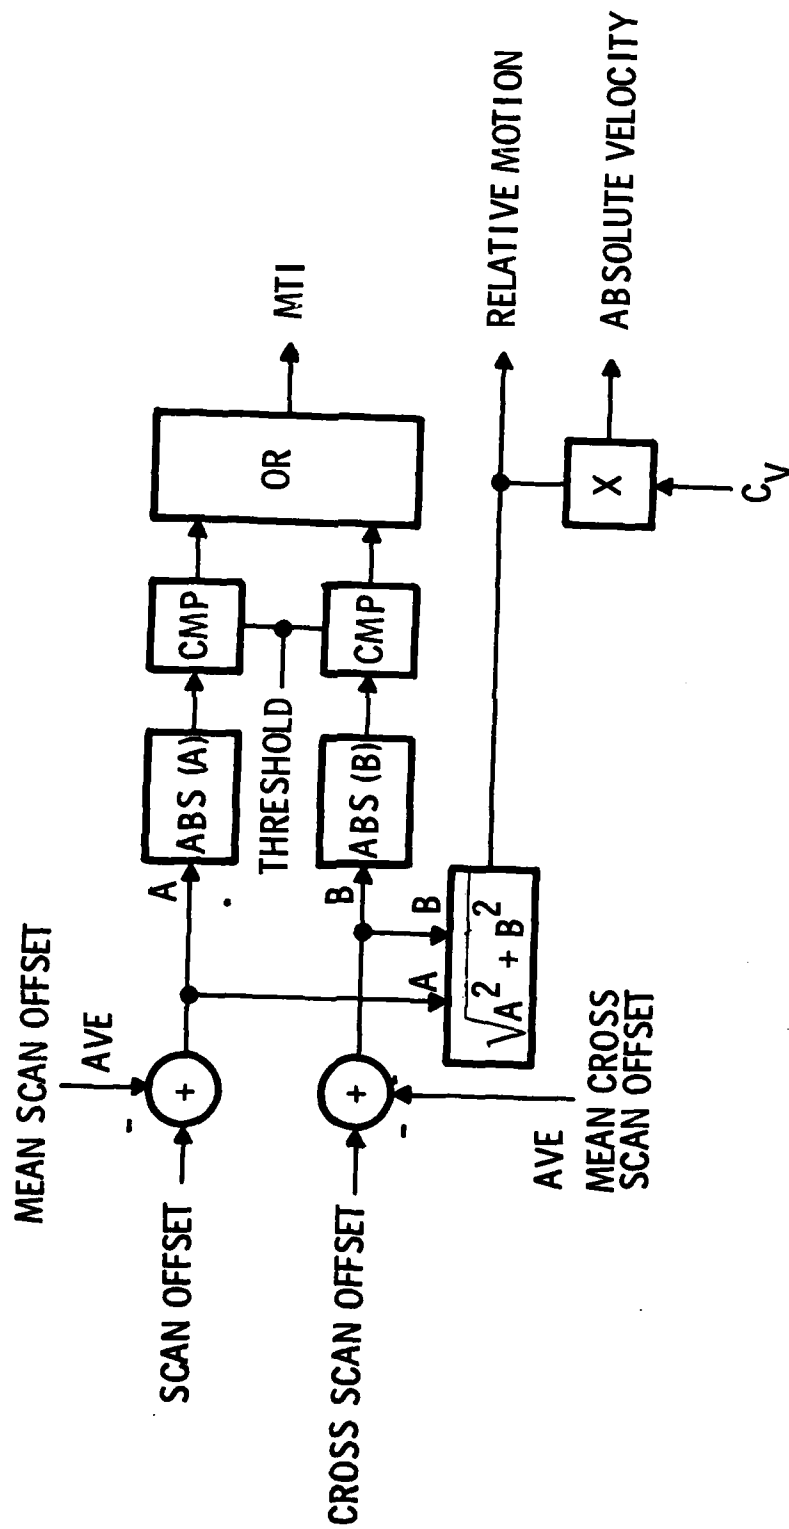 MEAN SCAN OFFSET
AVE
-
SCAN OFFSET
+
A
ABS (A)
CMP
OR
MTI
THRESHOLD
CROSS SCAN OFFSET
+
-
B
ABS (B)
CMP
AVE
MEAN CROSS
SCAN OFFSET
A
B
√A² + B²
RELATIVE MOTION
X
ABSOLUTE VELOCITY
C_V